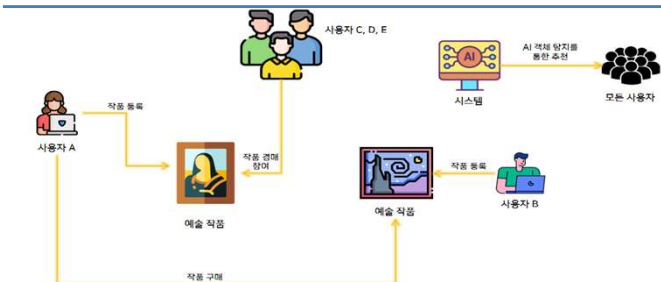 사용자 C, D, E
AI 객체 탐지를
통한 추천
AI
시스템
모든 사용자
작품 등록
사용자 A
작품 경매
참여
예술 작품
작품 등록
예술 작품
사용자 B
작품 구매